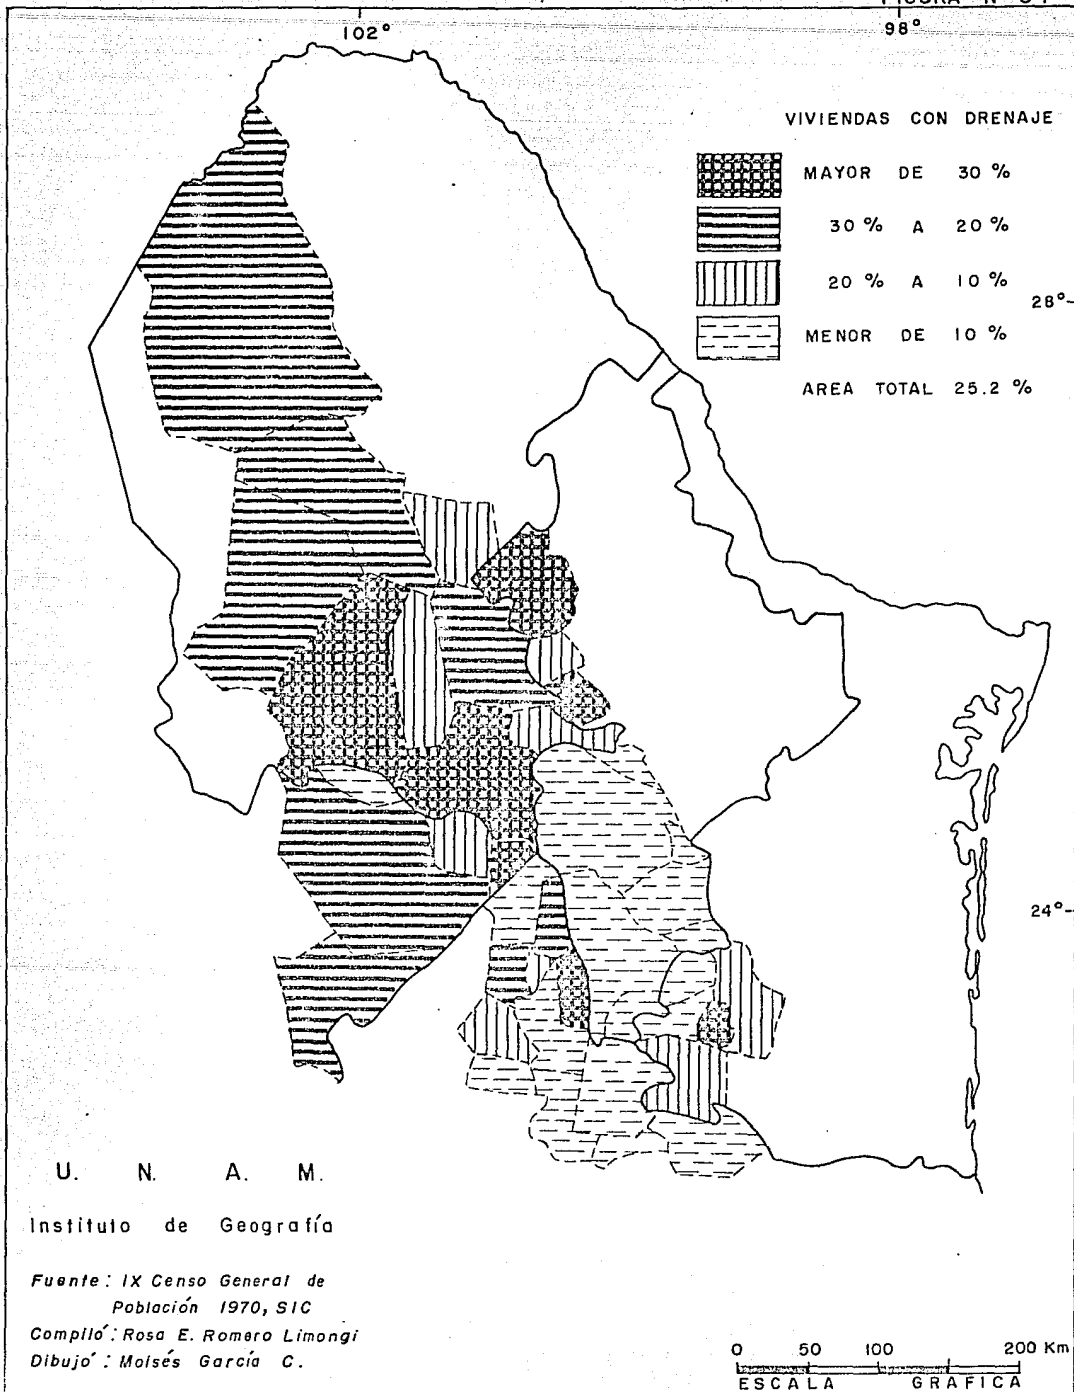 102°
98°
VIVIENDAS CON DRENAJE
MAYOR DE 30 %
30 % A 20 %
20 % A 10 %
28°
MENOR DE 10 %
AREA TOTAL 25.2 %
24°
U. N. A. M.
Instituto de Geografía
Fuente: IX Censo General de
Población 1970, SIC
Compiló: Rosa E. Romero Limongi
Dibujó: Moisés García C.
0 50 100 200 Km
ESCALA GRAFICA